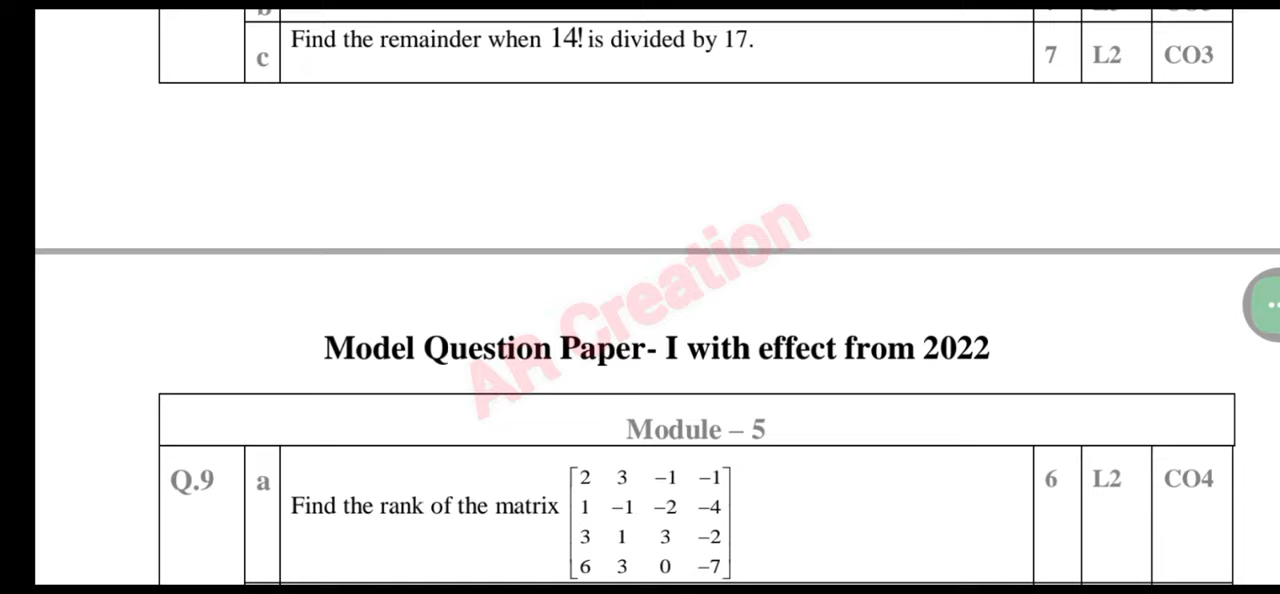 c Find the remainder when 14! is divided by 17. 7 L2 CO3
AR Creation
Model Question Paper- I with effect from 2022
Module – 5
Q.9 a Find the rank of the matrix 6 L2 CO4
2 3 −1 −1
1 −1 −2 −4
3 1 3 −2
6 3 0 −7